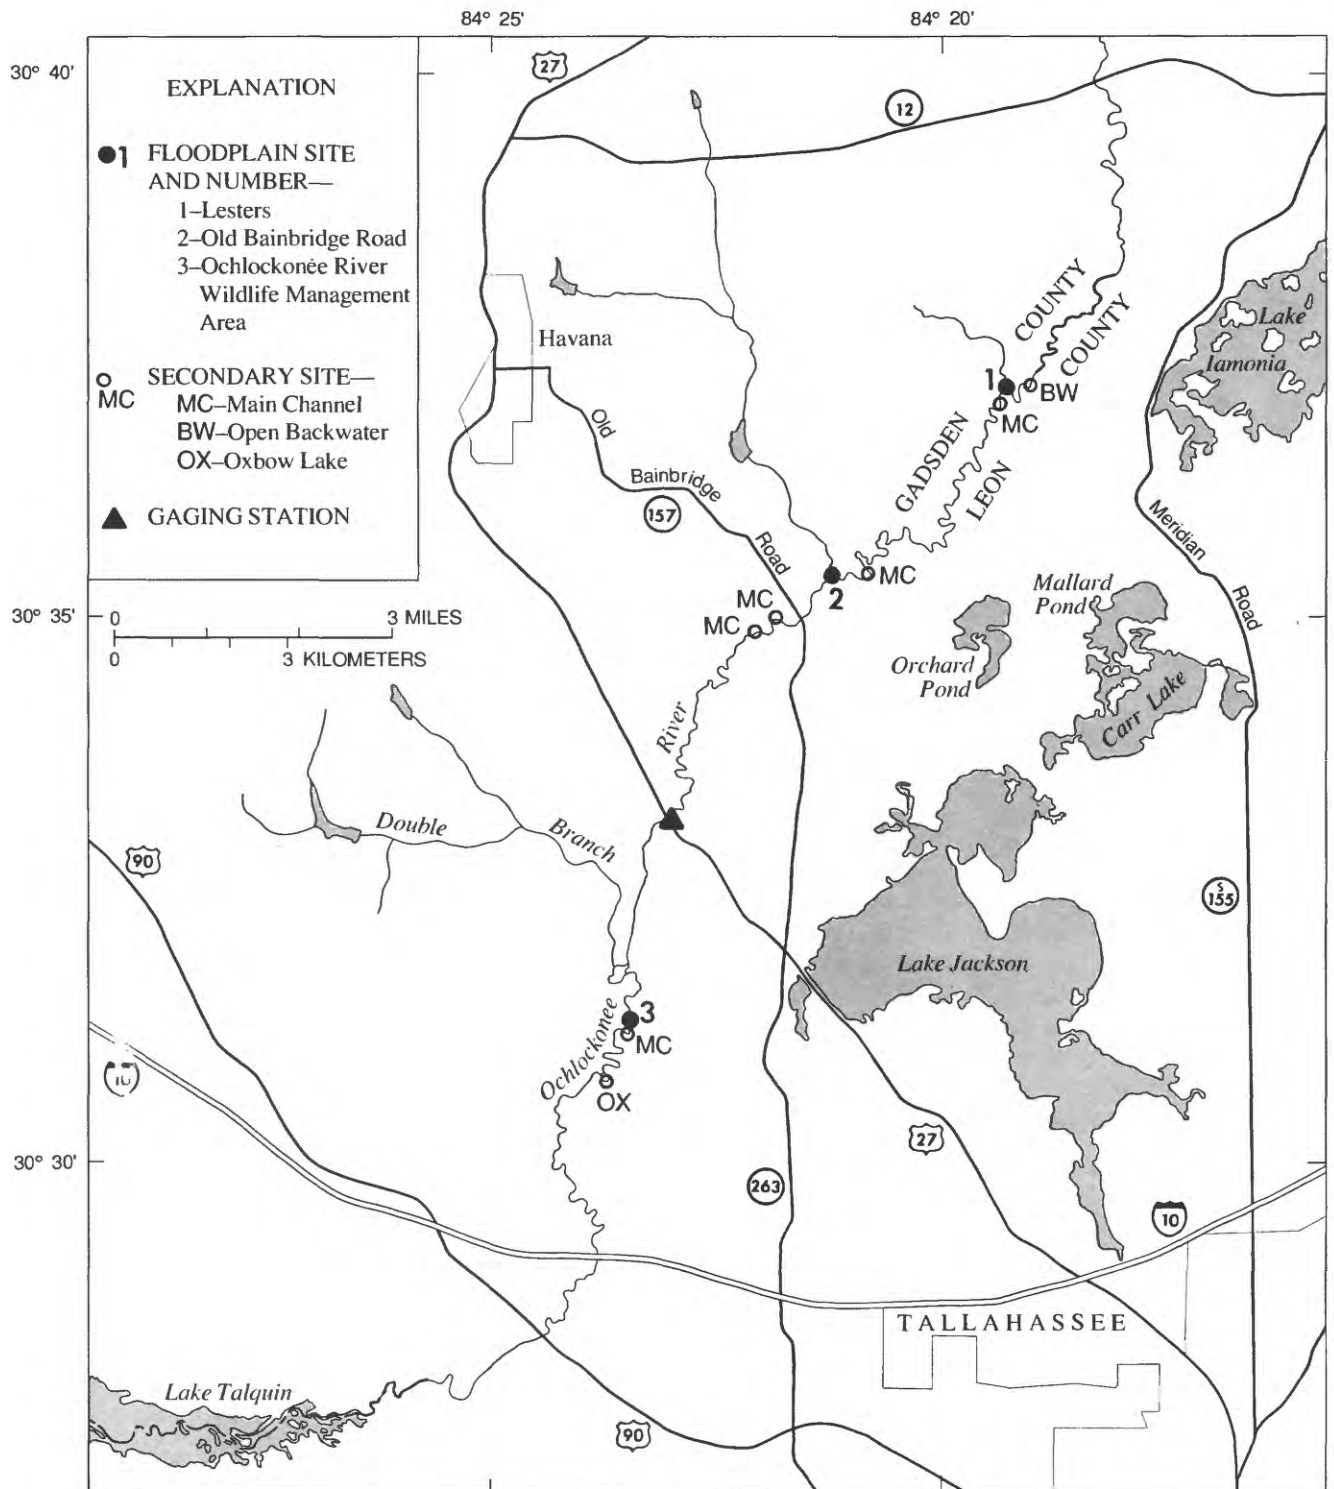 84° 25'
84° 20'
30° 40'
EXPLANATION
1 FLOODPLAIN SITE
AND NUMBER—
1–Lesters
2–Old Bainbridge Road
3–Ochlockonee River
Wildlife Management
Area
SECONDARY SITE—
MC
MC–Main Channel
BW–Open Backwater
OX–Oxbow Lake
GAGING STATION
27
12
Havana
COUNTY
COUNTY
GADSDEN
LEON
Lake
Iamonia
1
BW
MC
Old
Bainbridge
Road
157
Meridian
Road
MC
2
MC
MC
Mallard
Pond
Orchard
Pond
Carr Lake
30° 35'
0 3 MILES
0 3 KILOMETERS
River
Double
Branch
90
S
155
Lake Jackson
3
MC
Ochlockonee
OX
10
27
30° 30'
263
10
TALLAHASSEE
Lake Talquin
90